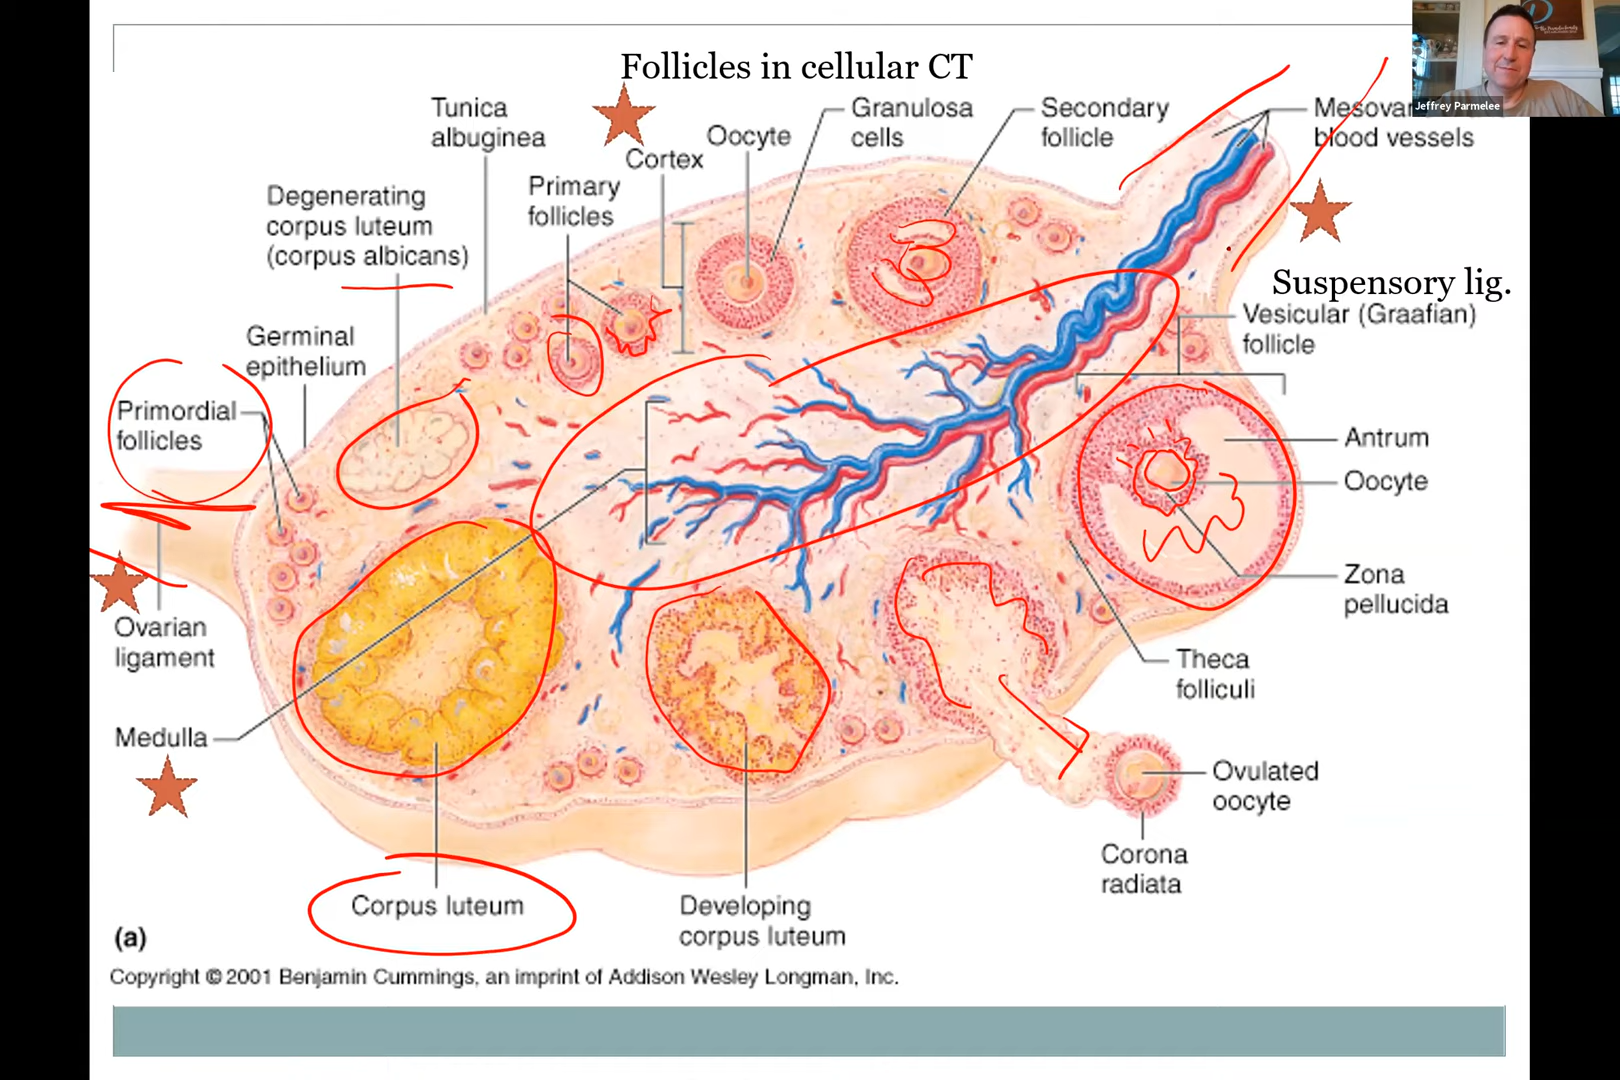 Follicles in cellular CT
Jeffrey Parmelee
Tunica
albuginea
Cortex
Oocyte
Granulosa
cells
Secondary
follicle
blood vessels
Degenerating
corpus luteum
(corpus albicans)
Primary
follicles
Suspensory lig.
Vesicular (Graafian)
follicle
Germinal
epithelium
Primordial
follicles
Antrum
Oocyte
Zona
pellucida
Ovarian
ligament
Theca
folliculi
Medulla
Ovulated
oocyte
Corona
radiata
Corpus luteum
Developing
corpus luteum
(a)
Copyright © 2001 Benjamin Cummings, an imprint of Addison Wesley Longman, Inc.